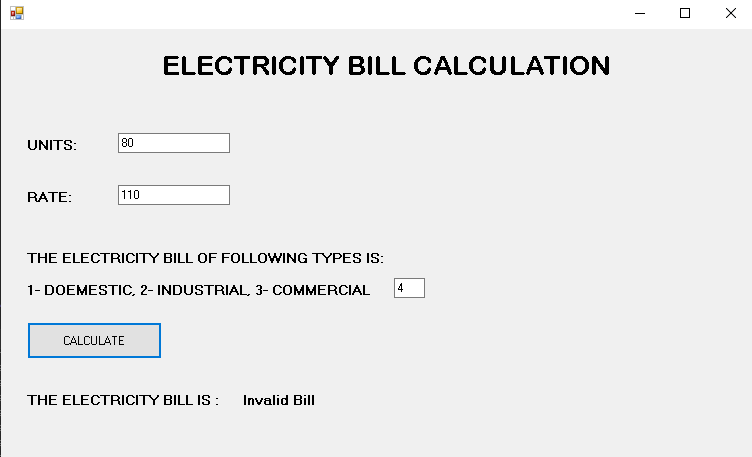 ELECTRICITY BILL CALCULATION
UNITS: 80
RATE: 110
THE ELECTRICITY BILL OF FOLLOWING TYPES IS:
1- DOEMESTIC, 2- INDUSTRIAL, 3- COMMERCIAL 4
CALCULATE
THE ELECTRICITY BILL IS : Invalid Bill